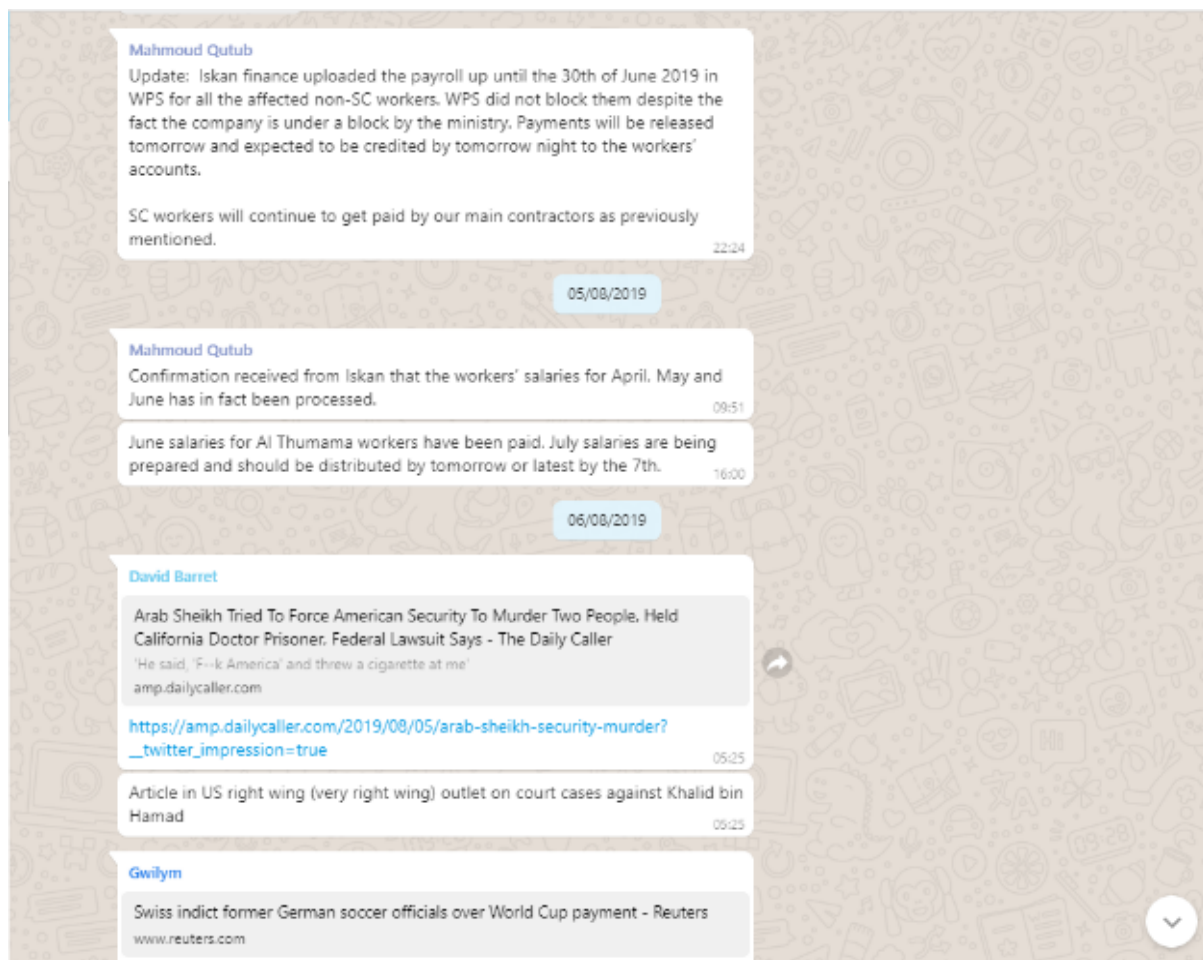 Mahmoud Qutub
Update: Iskan finance uploaded the payroll up until the 30th of June 2019 in
WPS for all the affected non-SC workers. WPS did not block them despite the
fact the company is under a block by the ministry. Payments will be released
tomorrow and expected to be credited by tomorrow night to the workers'
accounts.
SC workers will continue to get paid by our main contractors as previously
mentioned.
22:24
05/08/2019
Mahmoud Qutub
Confirmation received from Iskan that the workers' salaries for April, May and
June has in fact been processed.
09:51
June salaries for Al Thumama workers have been paid. July salaries are being
prepared and should be distributed by tomorrow or latest by the 7th.
16:00
06/08/2019
David Barret
Arab Sheikh Tried To Force American Security To Murder Two People, Held
California Doctor Prisoner, Federal Lawsuit Says - The Daily Caller
'He said, 'F--k America' and threw a cigarette at me'
amp.dailycaller.com
https://amp.dailycaller.com/2019/08/05/arab-sheikh-security-murder?
__twitter_impression=true
05:25
Article in US right wing (very right wing) outlet on court cases against Khalid bin
Hamad
05:25
Gwilym
Swiss indict former German soccer officials over World Cup payment - Reuters
www.reuters.com